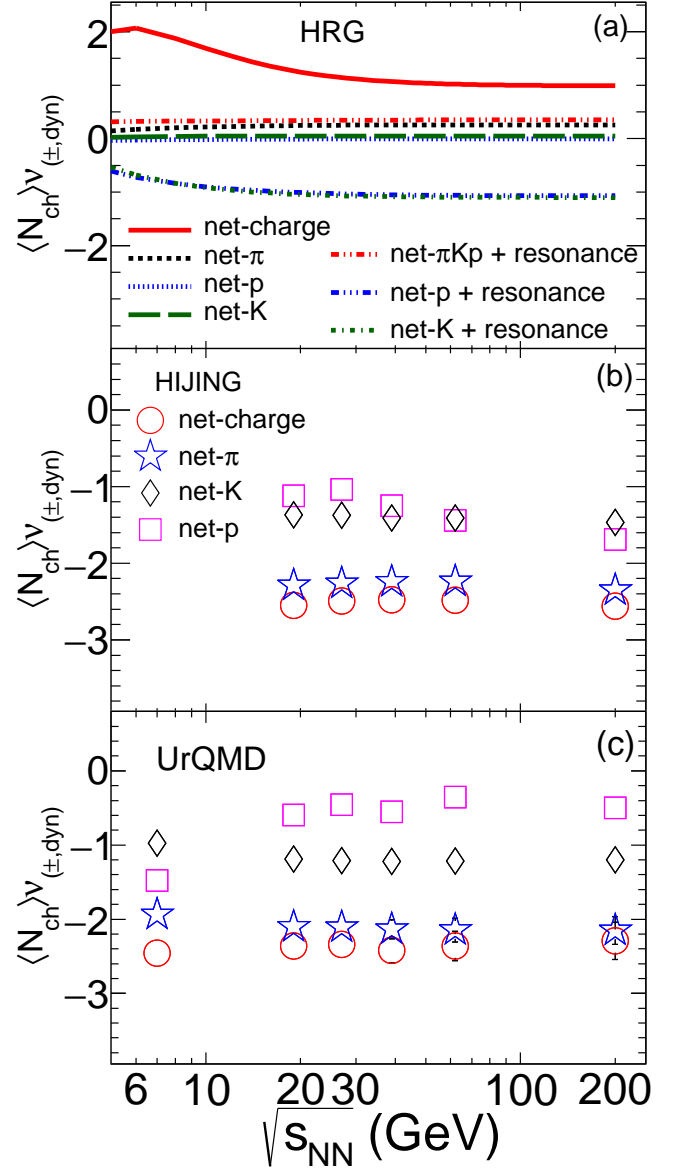 HRG
(a)
2
0
−2
⟨N_ch⟩ν_(±,dyn)
net-charge
net-π
net-p
net-K
net-πKp + resonance
net-p + resonance
net-K + resonance
(b)
HIJING
net-charge
net-π
net-K
net-p
0
−1
−2
−3
⟨N_ch⟩ν_(±,dyn)
(c)
UrQMD
0
−1
−2
−3
⟨N_ch⟩ν_(±,dyn)
6 10 20 30 100 200
√s_NN (GeV)